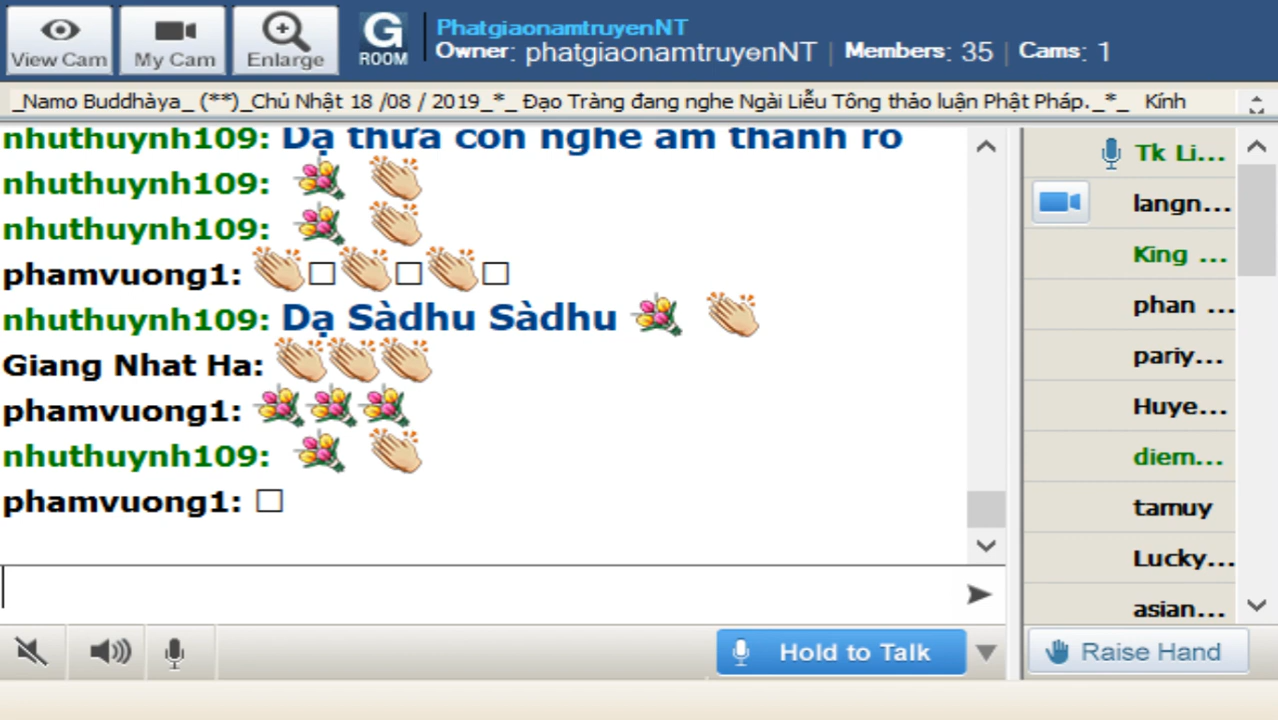 View Cam
My Cam
Enlarge
G
ROOM
PhatgiaonamtruyenNT
Owner: phatgiaonamtruyenNT | Members: 35 | Cams: 1
_Namo Buddhàya_ (**)_Chủ Nhật 18 /08 / 2019_*_ Đạo Tràng đang nghe Ngài Liễu Tông thảo luận Phật Pháp._*_ Kính
nhuthuynh109: Dạ thưa con nghe âm thanh rõ
nhuthuynh109:
nhuthuynh109:
phamvuong1:
nhuthuynh109: Dạ Sàdhu Sàdhu
Giang Nhat Ha:
phamvuong1:
nhuthuynh109:
phamvuong1:
Tk Li...
langn...
King ...
phan ...
pariy...
Huye...
diem...
tamuy
Lucky...
asian...
Hold to Talk
Raise Hand